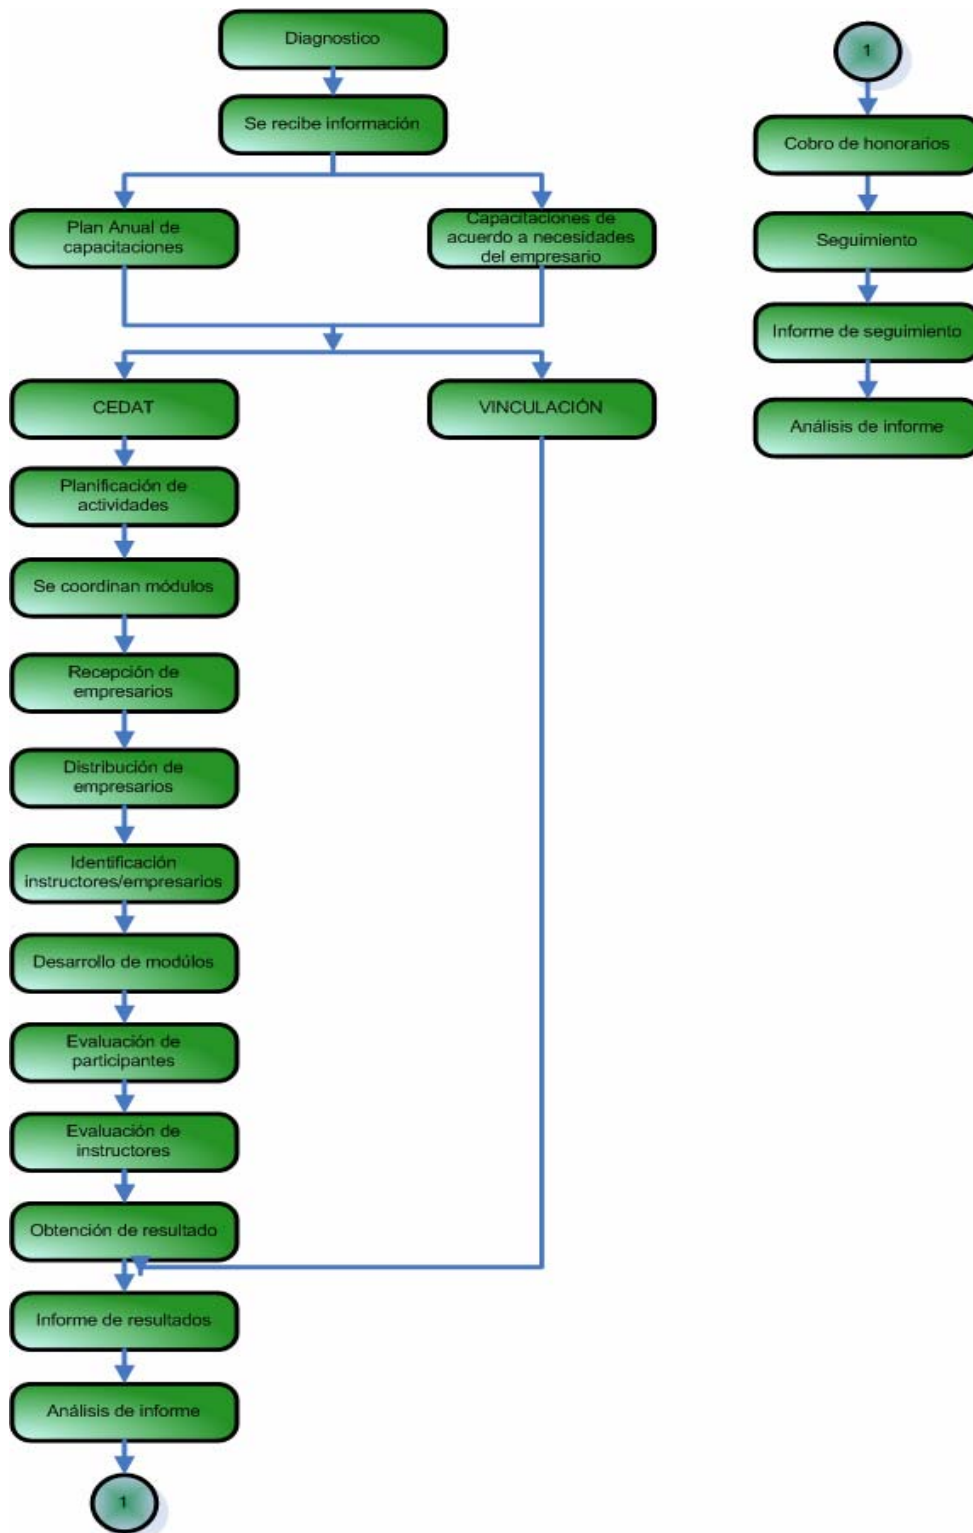 Diagnostico
Se recibe información
Plan Anual de
capacitaciones
Capacitaciones de
acuerdo a necesidades
del empresario
CEDAT
VINCULACIÓN
Planificación de
actividades
Se coordinan módulos
Recepción de
empresarios
Distribución de
empresarios
Identificación
instructores/empresarios
Desarrollo de modúlos
Evaluación de
participantes
Evaluación de
instructores
Obtención de resultado
Informe de resultados
Análisis de informe
1
1
Cobro de honorarios
Seguimiento
Informe de seguimiento
Análisis de informe